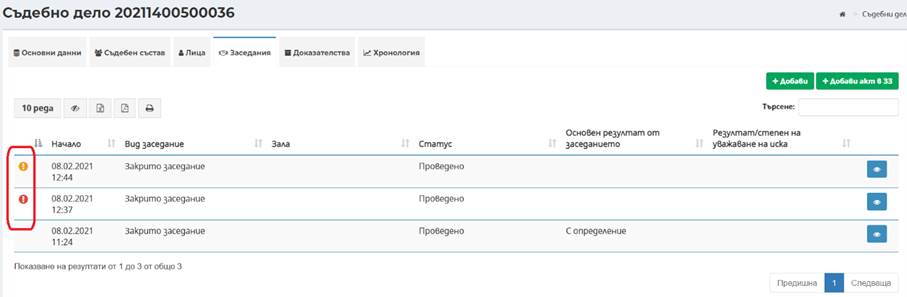 Съдебно дело 20211400500036
» Съдебни дел
Основни данни Съдебен състав Лица Заседания Доказателства Хронология
+ Добави + Добави акт в ЗЗ
10 реда
Търсене:
Начало Вид заседание Зала Статус Основен резултат от заседанието Резултат/степен на уважаване на иска
08.02.2021 12:44 Закрито заседание Проведено
08.02.2021 12:37 Закрито заседание Проведено
08.02.2021 11:24 Закрито заседание Проведено С определение
Показване на резултати от 1 до 3 от общо 3
Предишна 1 Следваща